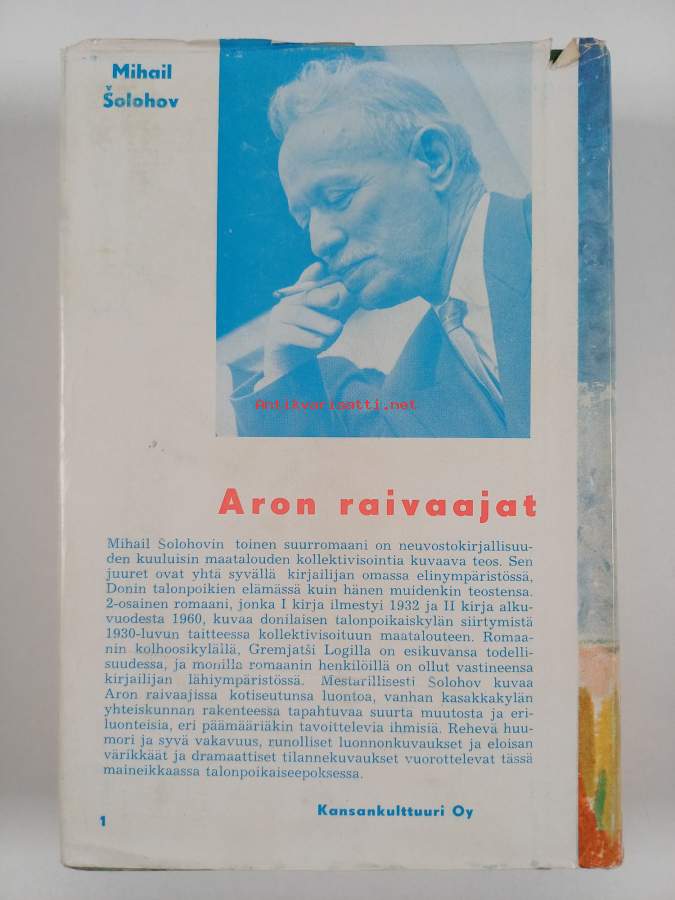 Mihail
Šolohov
Antikvariaatti.net
Aron raivaajat
Mihail Šolohovin toinen suurromaani on neuvostokirjallisuu-
den kuuluisin maatalouden kollektivisointia kuvaava teos. Sen
juuret ovat yhtä syvällä kirjailijan omassa elinympäristössä,
Donin talonpoikien elämässä kuin hänen muidenkin teostensa.
2-osainen romaani, jonka I kirja ilmestyi 1932 ja II kirja alku-
vuodesta 1960, kuvaa donilaisen talonpoikaiskylän siirtymistä
1930-luvun taitteessa kollektivisoituun maatalouteen. Romaa-
nin kolhoosikylällä, Gremjatši Logilla on esikuvansa todelli-
suudessa, ja monilla romaanin henkilöillä on ollut vastineensa
kirjailijan lähiympäristössä. Mestarillisesti Šolohov kuvaa
Aron raivaajissa kotiseutunsa luontoa, vanhan kasakkakylän
yhteiskunnan rakenteessa tapahtuvaa suurta muutosta ja eri-
luonteisia, eri päämääriäkin tavoittelevia ihmisiä. Rehevä huu-
mori ja syvä vakavuus, runolliset luonnonkuvaukset ja eloisan
värikkäät ja dramaattiset tilannekuvaukset vuorottelevat tässä
maineikkaassa talonpoikaiseepoksessa.
Kansankulttuuri Oy
1